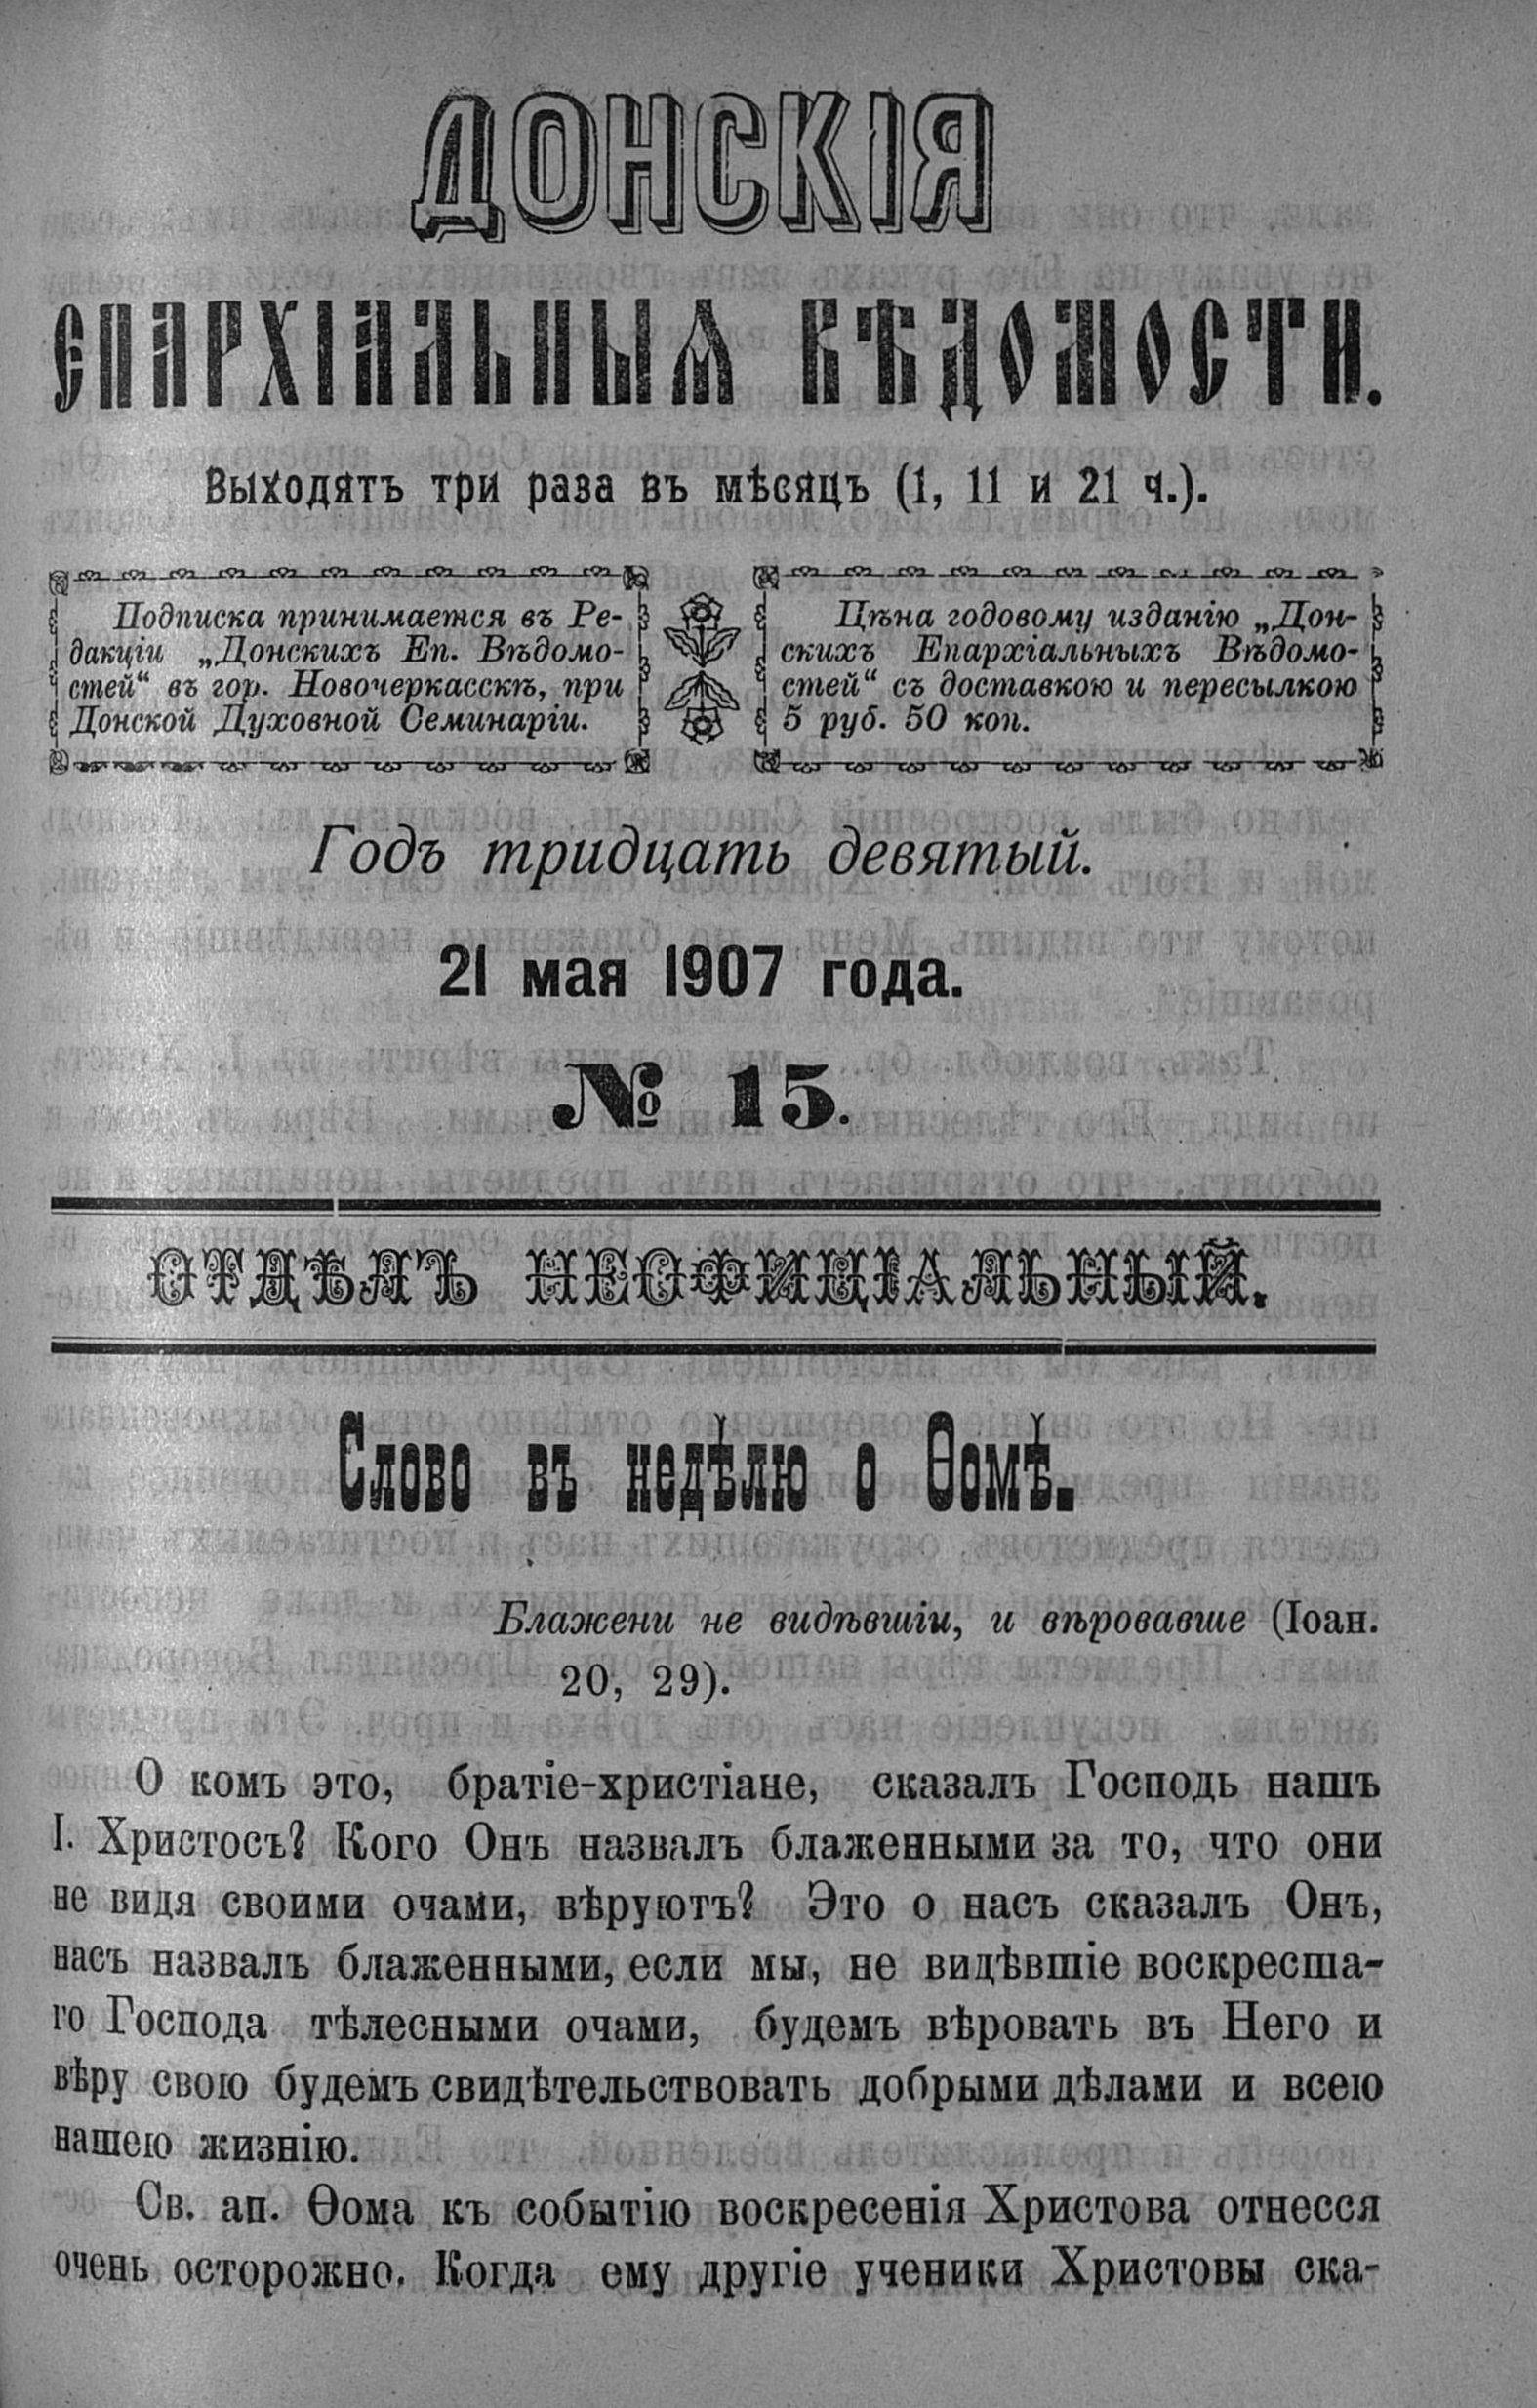 ДОНСКІЯ
ЕПАРХІАЛЬНЫЯ ВѢДОМОСТИ.
Выходятъ три раза въ мѣсяцъ (1, 11 и 21 ч.).
Подписка принимается въ Ре-
дакціи „Донскихъ Еп. Вѣдомо-
стей“ въ гор. Новочеркасскѣ, при
Донской Духовной Семинаріи.
Цѣна годовому изданію „Дон-
скихъ Епархіальныхъ Вѣдомо-
стей“ съ доставкою и пересылкою
5 руб. 50 коп.
Годъ тридцать девятый.
21 мая 1907 года.
№ 15.
ОТДѢЛЪ НЕОФИЦІАЛЬНЫЙ.
Слово въ недѣлю о Ѳомѣ.
Блажени не видѣвшіи, и вѣровавше (Іоан.
20, 29).
О комъ это, братіе-христіане, сказалъ Господь нашъ
І. Христосъ? Кого Онъ назвалъ блаженными за то, что они
не видя своими очами, вѣруютъ? Это о насъ сказалъ Онъ,
насъ назвалъ блаженными, если мы, не видѣвшіе воскресша-
го Господа тѣлесными очами, будемъ вѣровать въ Него и
вѣру свою будемъ свидѣтельствовать добрыми дѣлами и всею
нашею жизнію.
Св. ап. Ѳома къ событію воскресенія Христова отнесся
очень осторожно. Когда ему другіе ученики Христовы ска-